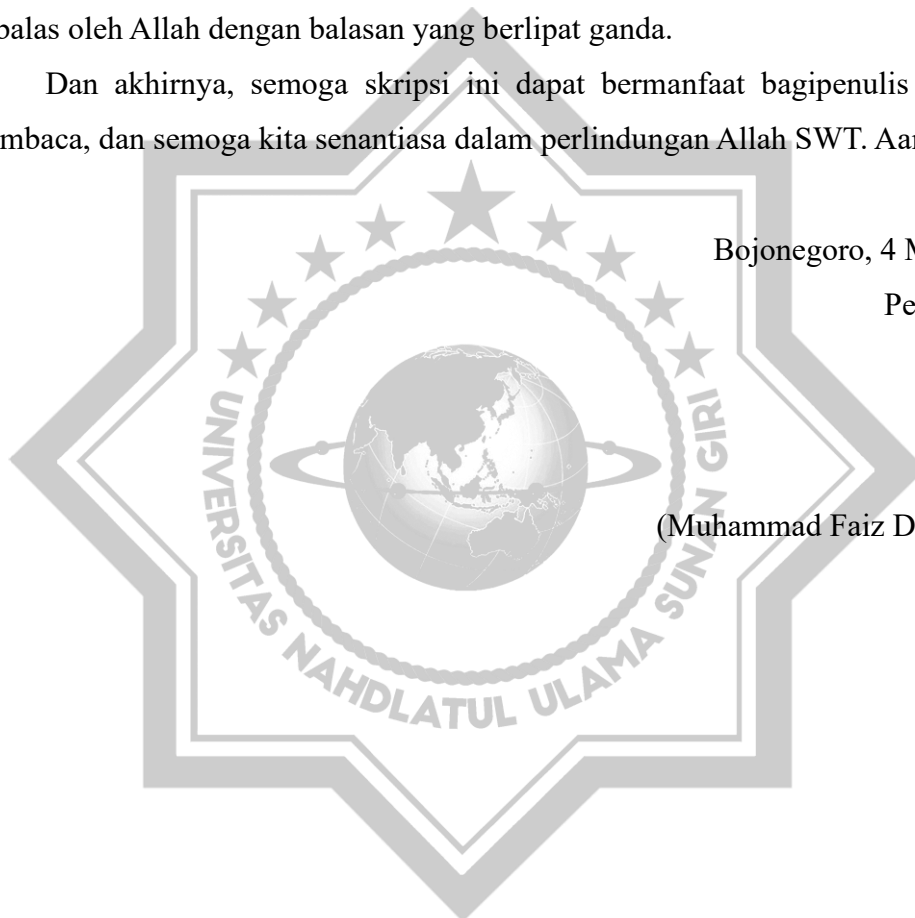 balas oleh Allah dengan balasan yang berlipat ganda.
Dan akhirnya, semoga skripsi ini dapat bermanfaat bagipenulis
mbaca, dan semoga kita senantiasa dalam perlindungan Allah SWT. Aa
Bojonegoro, 4 M
Pe
(Muhammad Faiz D
UNIVERSITAS NAHDLATUL ULAMA SUNAN GIRI